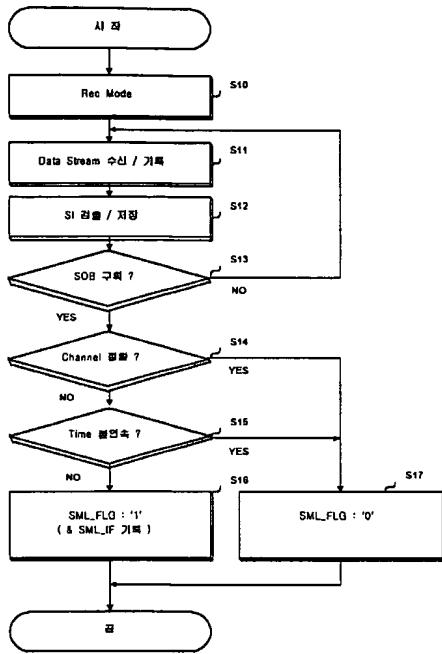 시 작
Rec Mode
S10
Data Stream 수신 / 기록
S11
SI 검출 / 저장
S12
SOB 구획 ?
S13
NO
YES
Channel 절환 ?
S14
YES
NO
Time 불연속 ?
S15
YES
NO
SML_FLG : '1'
( & SML_IF 기록 )
S16
SML_FLG : '0'
S17
끝